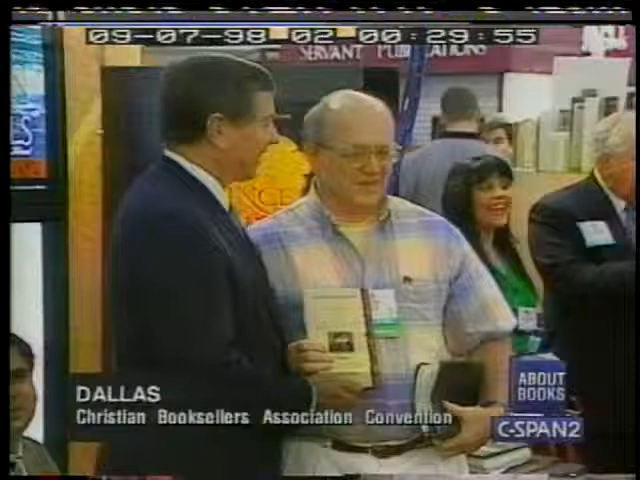 09-07-98 02 00:29:55
SERVANT PUBLICATIONS
DALLAS
Christian Booksellers Association Convention
ABOUT
BOOKS
C-SPAN2